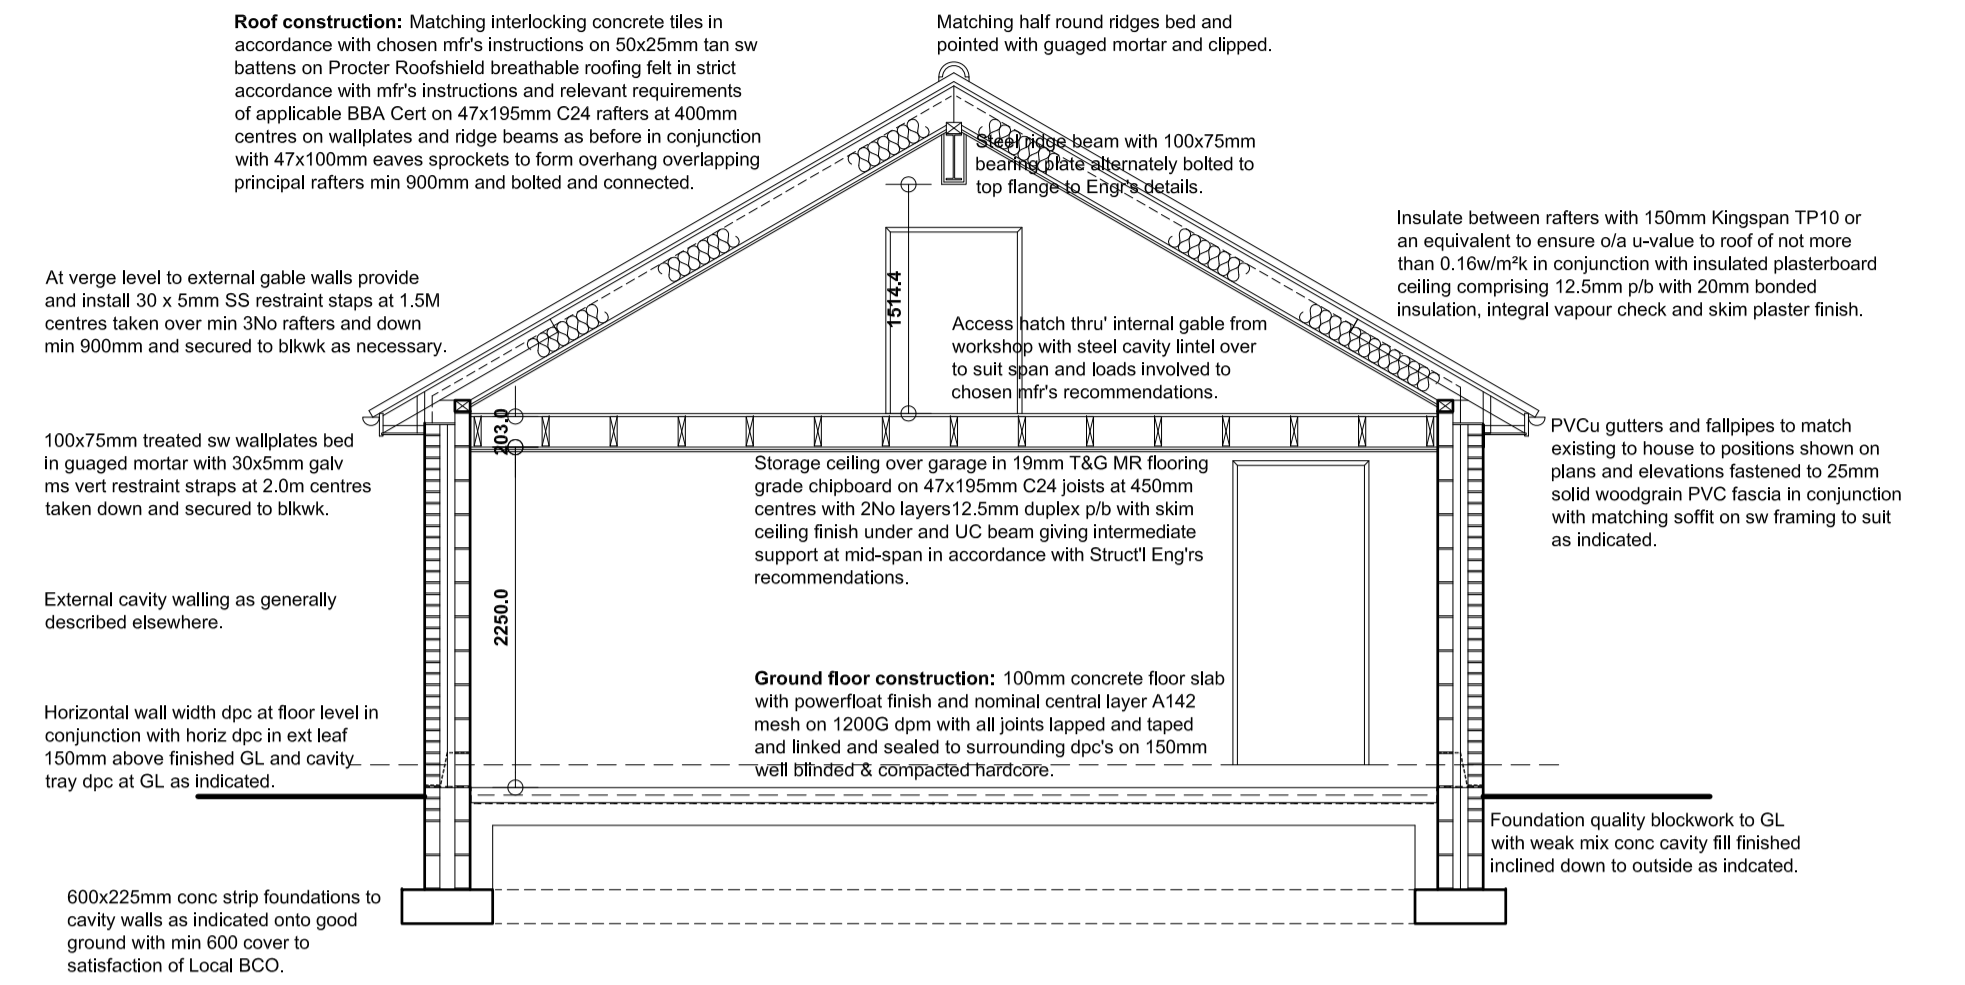 Roof construction: Matching interlocking concrete tiles in
accordance with chosen mfr's instructions on 50x25mm tan sw
battens on Procter Roofshield breathable roofing felt in strict
accordance with mfr's instructions and relevant requirements
of applicable BBA Cert on 47x195mm C24 rafters at 400mm
centres on wallplates and ridge beams as before in conjunction
with 47x100mm eaves sprockets to form overhang overlapping
principal rafters min 900mm and bolted and connected.
Matching half round ridges bed and
pointed with guaged mortar and clipped.
Steel ridge beam with 100x75mm
bearing plate alternately bolted to
top flange to Engr's details.
Insulate between rafters with 150mm Kingspan TP10 or
an equivalent to ensure o/a u-value to roof of not more
than 0.16w/m²k in conjunction with insulated plasterboard
ceiling comprising 12.5mm p/b with 20mm bonded
insulation, integral vapour check and skim plaster finish.
At verge level to external gable walls provide
and install 30 x 5mm SS restraint staps at 1.5M
centres taken over min 3No rafters and down
min 900mm and secured to blkwk as necessary.
1514.4
Access hatch thru' internal gable from
workshop with steel cavity lintel over
to suit span and loads involved to
chosen mfr's recommendations.
203.0
100x75mm treated sw wallplates bed
in guaged mortar with 30x5mm galv
ms vert restraint straps at 2.0m centres
taken down and secured to blkwk.
Storage ceiling over garage in 19mm T&G MR flooring
grade chipboard on 47x195mm C24 joists at 450mm
centres with 2No layers12.5mm duplex p/b with skim
ceiling finish under and UC beam giving intermediate
support at mid-span in accordance with Struct'l Eng'rs
recommendations.
PVCu gutters and fallpipes to match
existing to house to positions shown on
plans and elevations fastened to 25mm
solid woodgrain PVC fascia in conjunction
with matching soffit on sw framing to suit
as indicated.
External cavity walling as generally
described elsewhere.
2250.0
Horizontal wall width dpc at floor level in
conjunction with horiz dpc in ext leaf
150mm above finished GL and cavity
tray dpc at GL as indicated.
Ground floor construction: 100mm concrete floor slab
with powerfloat finish and nominal central layer A142
mesh on 1200G dpm with all joints lapped and taped
and linked and sealed to surrounding dpc's on 150mm
well blinded & compacted hardcore.
Foundation quality blockwork to GL
with weak mix conc cavity fill finished
inclined down to outside as indcated.
600x225mm conc strip foundations to
cavity walls as indicated onto good
ground with min 600 cover to
satisfaction of Local BCO.